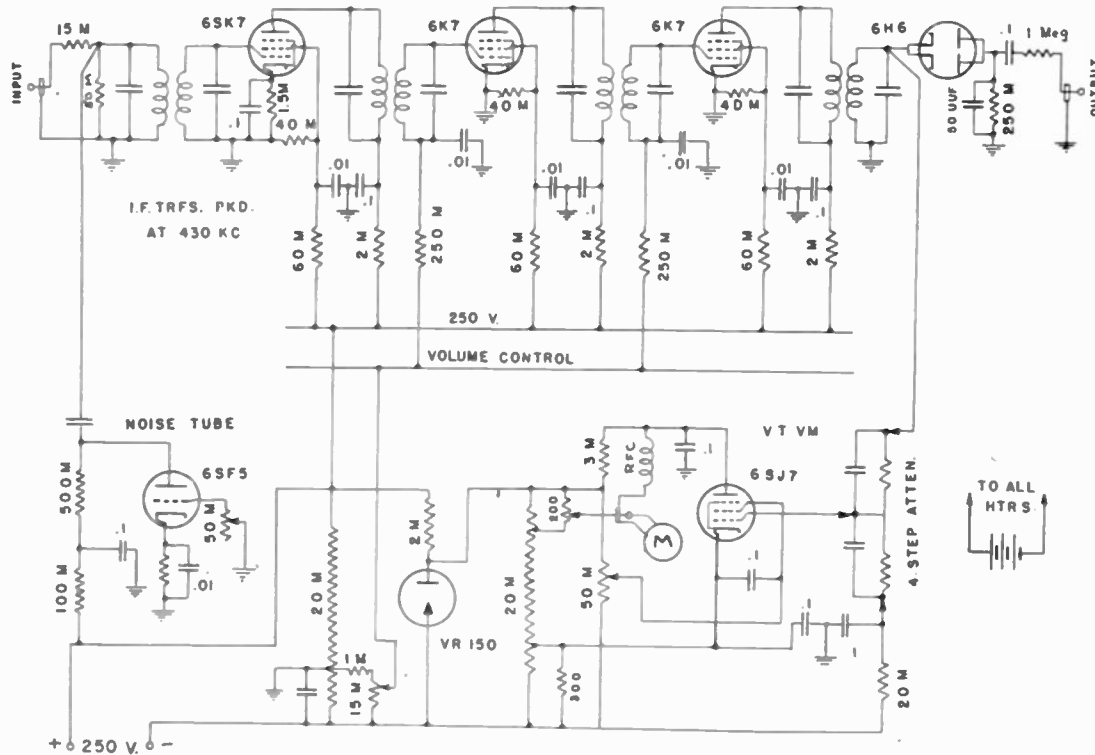 6SK7
6K7
6K7
6H6
15 M
.1
1 Meg
INPUT
OUTPUT
1.5M
.1
40 M
40 M
40 M
50 UUF
250 M
.01
.01
.01
.1
.01
.1
.01
.1
I.F. TRFS. PKD.
AT 430 KC
60 M
2 M
250 M
60 M
2 M
250 M
60 M
2 M
250 V.
VOLUME CONTROL
NOISE TUBE
VT VM
6SF5
3 M
RFC
.1
6SJ7
4 STEP ATTEN.
TO ALL
HTRS.
500M
50 M
.1
.01
100 M
2 M
200
3
20 M
20 M
50 M
.1
.1
.1
VR 150
1 M
15 M
300
20 M
+ 250 V. -